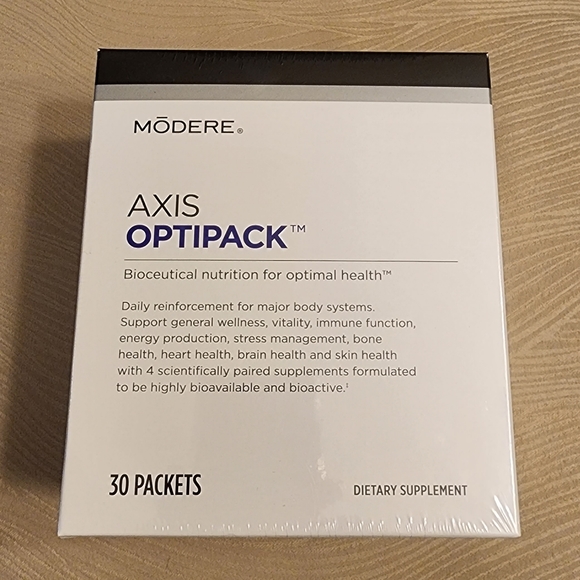 MŌDERE®
AXIS
OPTIPACK™
Bioceutical nutrition for optimal health™
Daily reinforcement for major body systems.
Support general wellness, vitality, immune function,
energy production, stress management, bone
health, heart health, brain health and skin health
with 4 scientifically paired supplements formulated
to be highly bioavailable and bioactive.‡
30 PACKETS
DIETARY SUPPLEMENT